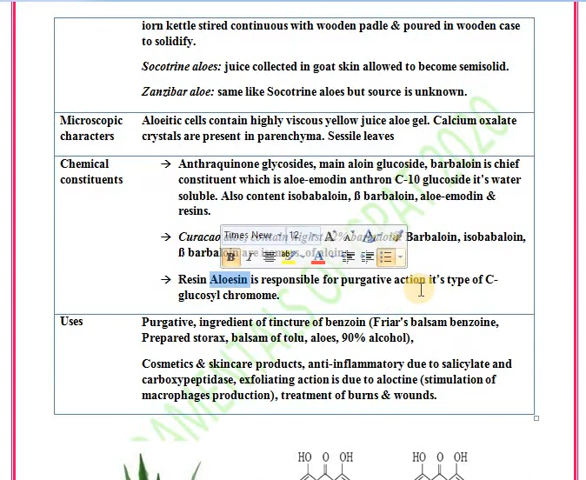 iorn kettle stired continuous with wooden padle & poured in wooden case
to solidify.
Socotrine aloes: juice collected in goat skin allowed to become semisolid.
Zanzibar aloe: same like Socotrine aloes but source is unknown.
Microscopic
characters
Aloeitic cells contain highly viscous yellow juice aloe gel. Calcium oxalate
crystals are present in parenchyma. Sessile leaves
Chemical
constituents
→ Anthraquinone glycosides, main aloin glucoside, barbaloin is chief
constituent which is aloe-emodin anthron C-10 glucoside it's water
soluble. Also content isobabaloin, ß barbaloin, aloe-emodin &
resins.
Times New 12
→ Curacao Barbaloin, isobabaloin,
ß barbaloin
→ Resin Aloesin is responsible for purgative action it's type of C-
glucosyl chromome.
Uses
Purgative, ingredient of tincture of benzoin (Friar's balsam benzoine,
Prepared storax, balsam of tolu, aloes, 90% alcohol),
Cosmetics & skincare products, anti-inflammatory due to salicylate and
carboxypeptidase, exfoliating action is due to aloctine (stimulation of
macrophages production), treatment of burns & wounds.
HO O OH HO O OH